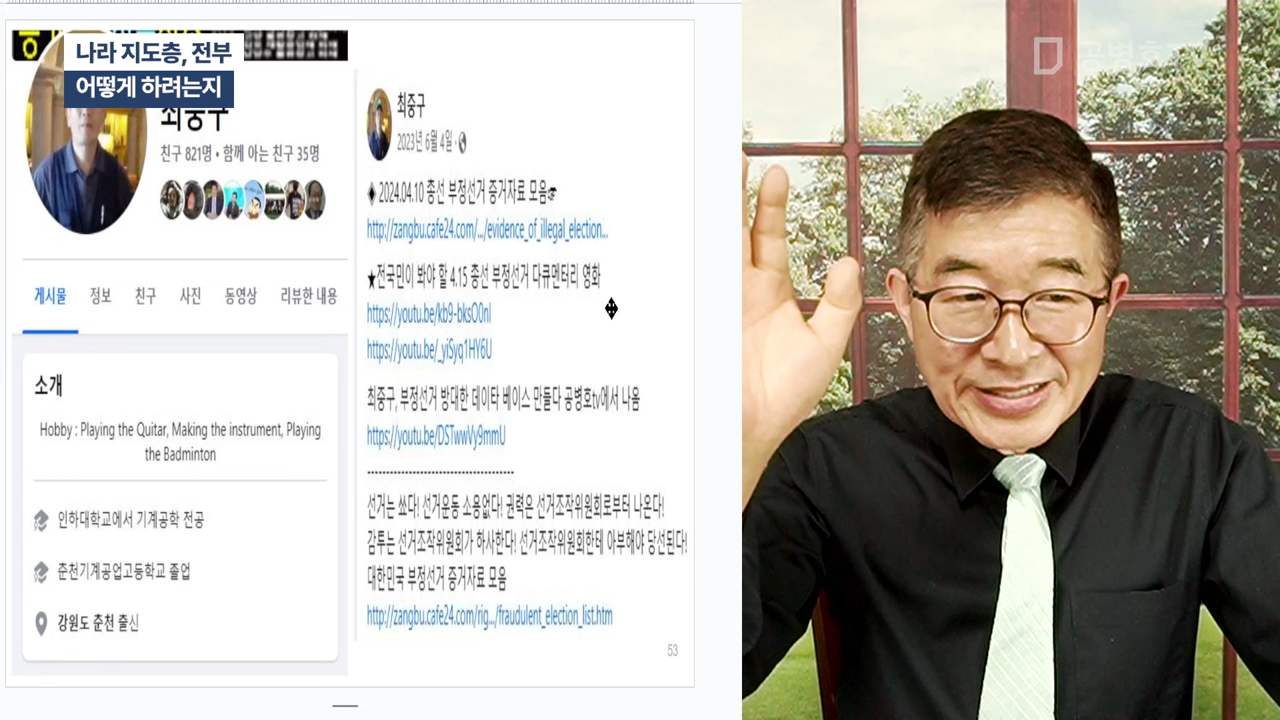 나라 지도층, 전부
어떻게 하려는지
최중구
친구 821명 • 함께 아는 친구 35명
게시물 정보 친구 사진 동영상 리뷰한 내용
소개
Hobby : Playing the Quitar, Making the instrument, Playing
the Badminton
인하대학교에서 기계공학 전공
춘천기계공업고등학교 졸업
강원도 춘천 출신
최중구
2023년 6월 4일 ·
♦ 2024.04.10 총선 부정선거 증거자료 모음☞
http://zangbu.cafe24.com/.../evidence_of_illegal_election...
★전국민이 봐야 할 4.15 총선 부정선거 다큐멘터리 영화
https://youtu.be/kb9-bksO0nI
https://youtu.be/_yiSyq1HY6U
최중구, 부정선거 방대한 데이타 베이스 만들다 공병호tv에서 나옴
https://youtu.be/DSTwwVy9mmU
---------------------------------------
선거는 쑈다! 선거운동 소용없다! 권력은 선거조작위원회로부터 나온다!
감투는 선거조작위원회가 하사한다! 선거조작위원회한테 아부해야 당선된다!
대한민국 부정선거 증거자료 모음
http://zangbu.cafe24.com/rig.../fraudulent_election_list.htm
53
공병호TV